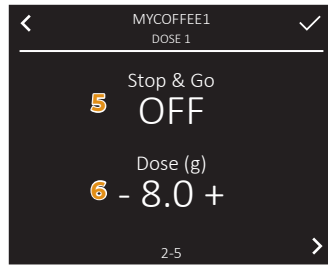 MYCOFFEE1
DOSE 1
Stop & Go
5 OFF
Dose (g)
6 - 8.0 +
2-5